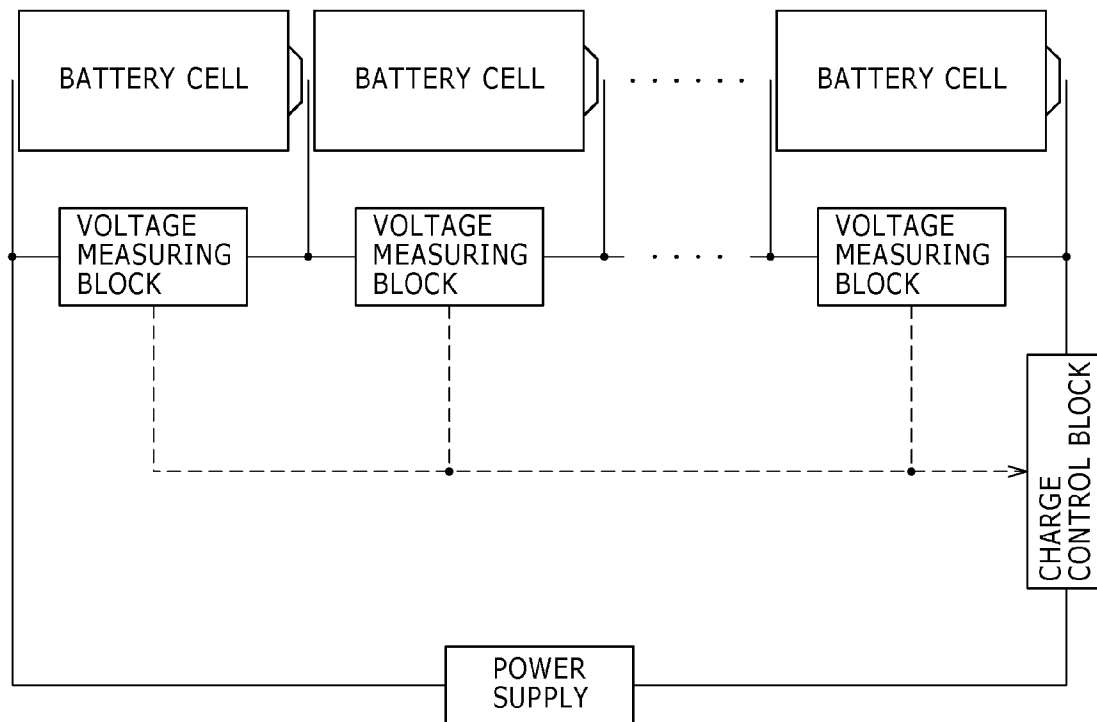 BATTERY CELL
BATTERY CELL
BATTERY CELL
VOLTAGE
MEASURING
BLOCK
VOLTAGE
MEASURING
BLOCK
VOLTAGE
MEASURING
BLOCK
CHARGE
CONTROL BLOCK
POWER
SUPPLY